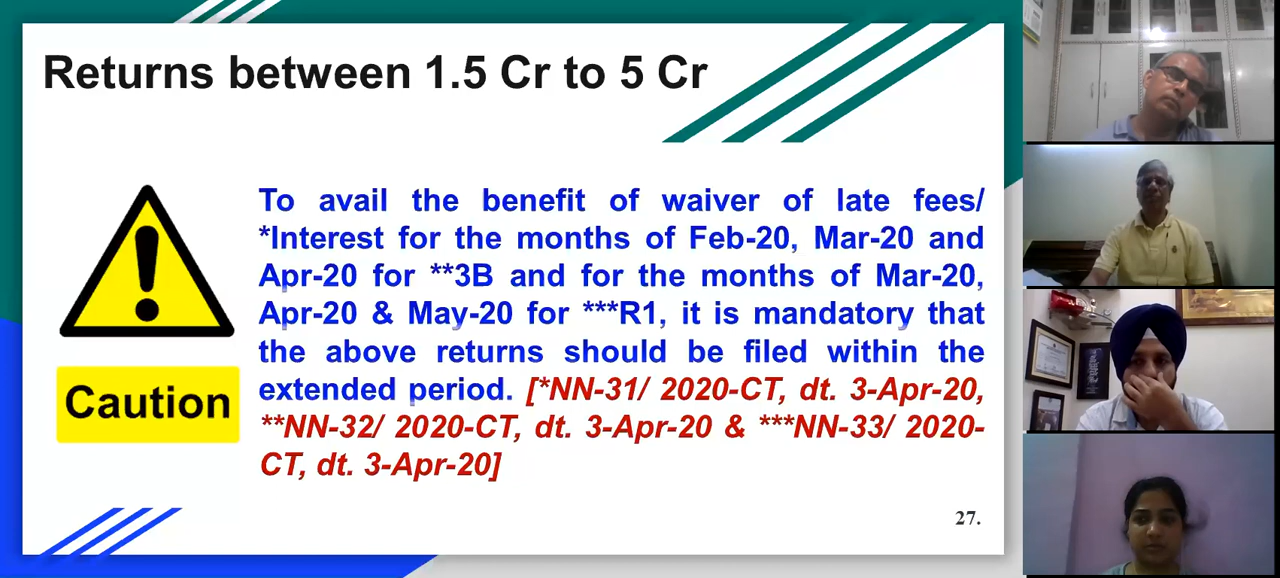 Returns between 1.5 Cr to 5 Cr
To avail the benefit of waiver of late fees/
*Interest for the months of Feb-20, Mar-20 and
Apr-20 for **3B and for the months of Mar-20,
Apr-20 & May-20 for ***R1, it is mandatory that
the above returns should be filed within the
extended period. [*NN-31/ 2020-CT, dt. 3-Apr-20,
**NN-32/ 2020-CT, dt. 3-Apr-20 & ***NN-33/ 2020-
CT, dt. 3-Apr-20]
Caution
27.